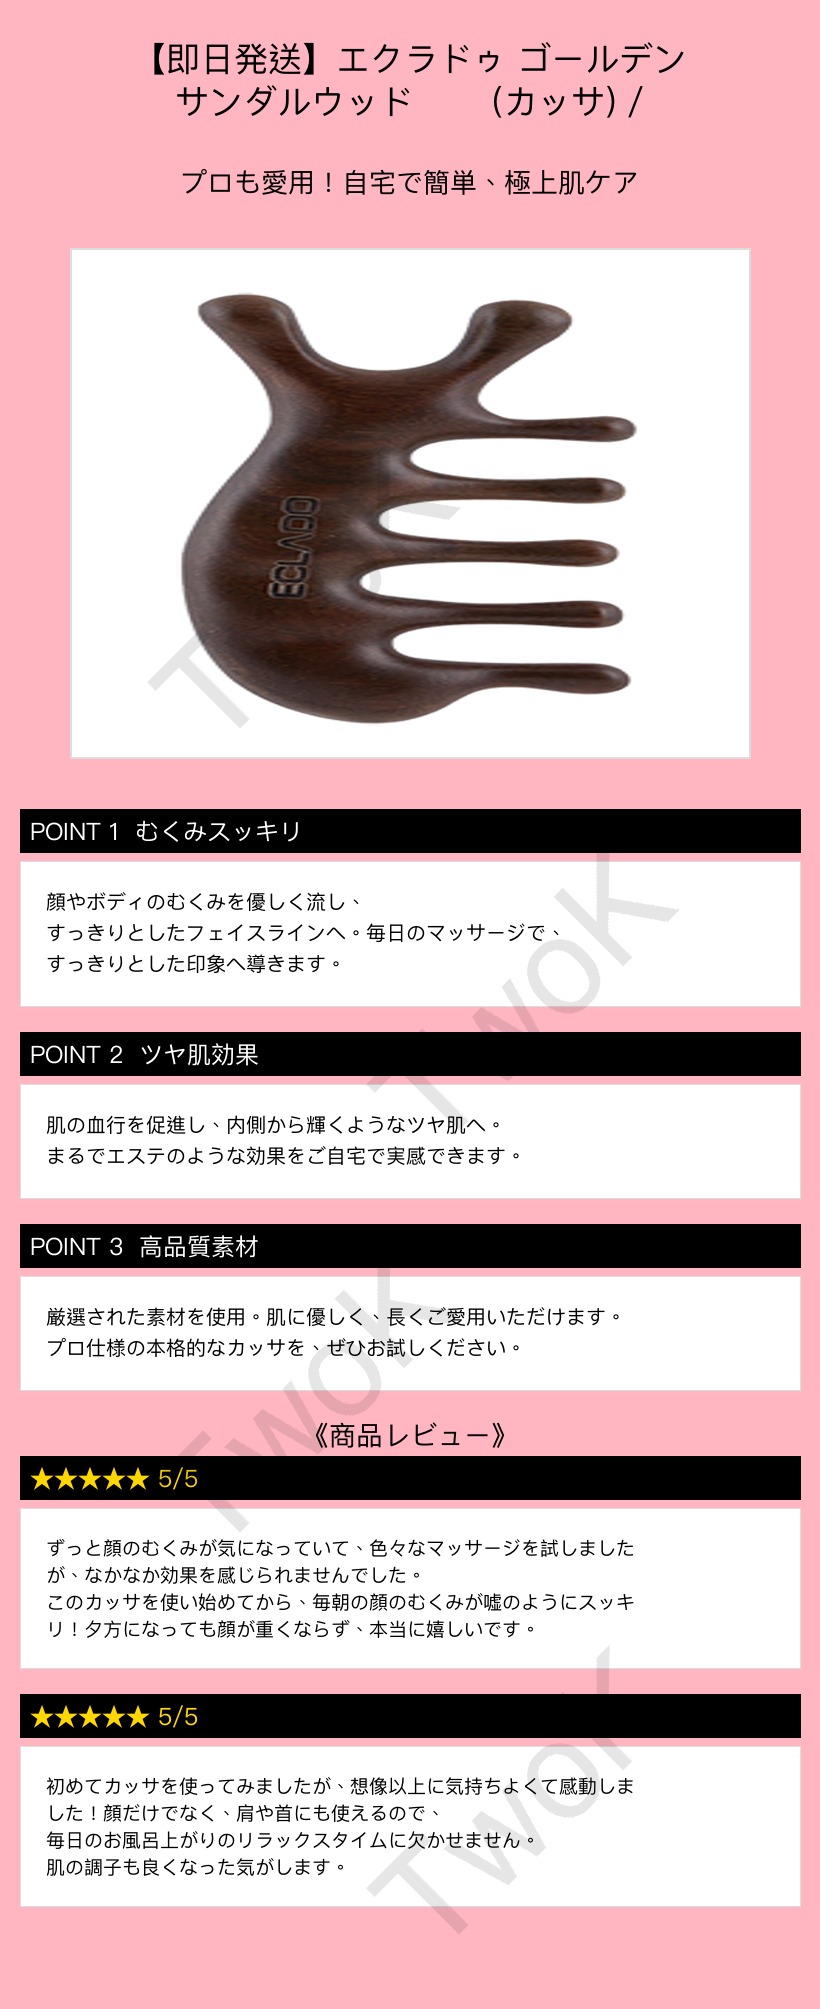 【即日発送】エクラドゥ ゴールデン
サンダルウッド　　(カッサ) /
プロも愛用！自宅で簡単、極上肌ケア
ECLADO
POINT 1 むくみスッキリ
顔やボディのむくみを優しく流し、
すっきりとしたフェイスラインへ。毎日のマッサージで、
すっきりとした印象へ導きます。
POINT 2 ツヤ肌効果
肌の血行を促進し、内側から輝くようなツヤ肌へ。
まるでエステのような効果をご自宅で実感できます。
POINT 3 高品質素材
厳選された素材を使用。肌に優しく、長くご愛用いただけます。
プロ仕様の本格的なカッサを、ぜひお試しください。
《商品レビュー》
★★★★★ 5/5
ずっと顔のむくみが気になっていて、色々なマッサージを試しました
が、なかなか効果を感じられませんでした。
このカッサを使い始めてから、毎朝の顔のむくみが嘘のようにスッキ
リ！夕方になっても顔が重くならず、本当に嬉しいです。
★★★★★ 5/5
初めてカッサを使ってみましたが、想像以上に気持ちよくて感動しま
した！顔だけでなく、肩や首にも使えるので、
毎日のお風呂上がりのリラックスタイムに欠かせません。
肌の調子も良くなった気がします。
TwoK
TwoK
TwoK
TwoK